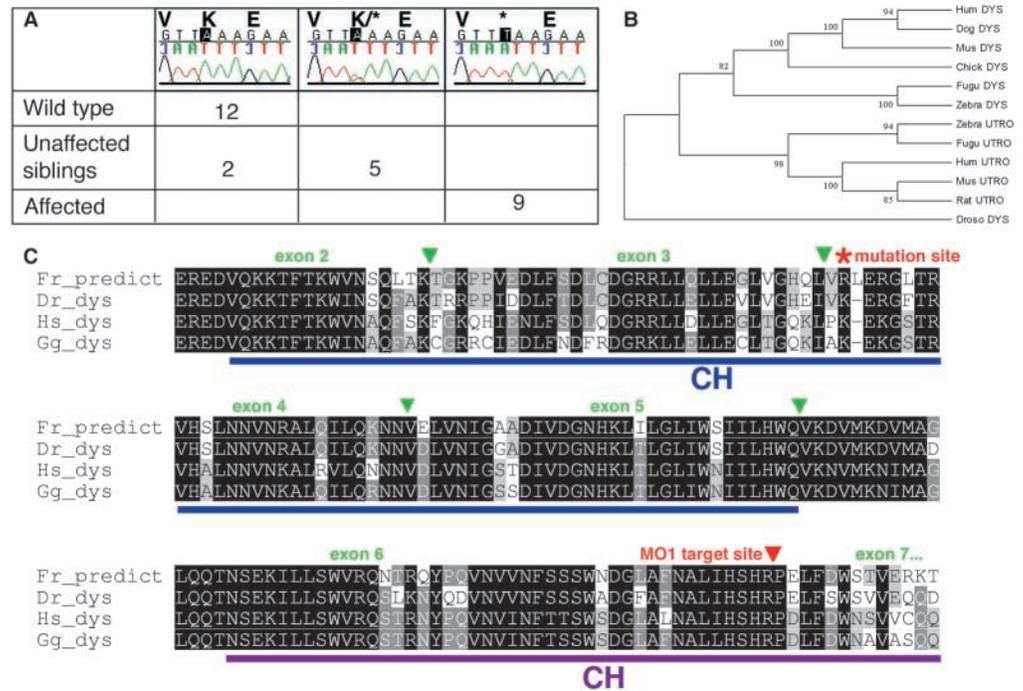 A
V K E
GTTAAAGAA
V K/* E
GTTAAAGAA
V * E
GTTTAAGAA
Wild type 12
Unaffected siblings 2 5
Affected 9
B
94
Hum DYS
100
Dog DYS
100
Mus DYS
82
Chick DYS
Fugu DYS
100
Zebra DYS
Zebra UTRO
94
Fugu UTRO
98
Hum UTRO
100
Mus UTRO
85
Rat UTRO
Droso DYS
C
exon 2 exon 3 * mutation site
Fr_predict EREDVQKKTFTKWVNSQLTKTGKPPVEDLFSDLCDGRRLLQLLEGLVGHQLVRLERGLTR
Dr_dys EREDVQKKTFTKWINSQFAKTRRPPIDDLFTDLCDGRRLLELLEVLVGHEIVK-ERGFTR
Hs_dys EREDVQKKTFTKWVNAQFSKFGKQHIENLFSDLQDGRRLLDLLEGLTGQKLPK-EKGSTR
Gg_dys EREDVQKKTFTKWINAQFAKCGRRCIEDLFNDFRDGRKLLELLECLTGQKIAK-EKGSTR
CH
exon 4 exon 5
Fr_predict VHSLNNVNRALQILQKNNVELVNIGAADIVDGNHKLILGLIWSIILHWQVKDVMKDVMAG
Dr_dys VHSLNNVNRALQILQKNNVDLVNIGGADIVDGNHKLTLGLIWSIILHWQVKDVMKDVMAD
Hs_dys VHALNNVNKALRVLQNNNVDLVNIGSTDIVDGNHKLTLGLIWNIILHWQVKNVMKNIMAG
Gg_dys VHALNNVNKALQILQRNNVDLVNIGSSDIVDGNHKLTLGLIWNIILHWQVKDVMKNIMAG
exon 6 MO1 target site exon 7...
Fr_predict LQQTNSEKILLSWVRQNTRQYPQVNVVNFSSSWNDGLAFNALIHSHRPELFDWSTVERKT
Dr_dys LQQTNSEKILLSWVRQSLKNYQDVNVVNFSSSWADGFAFNALIHSHRPELFSWSVVEQQD
Hs_dys LQQTNSEKILLSWVRQSTRNYPQVNVINFTTSWSDGLALNALIHSHRPDLFDWNSVVCQQ
Gg_dys LQQTNSEKILLSWVRQSTRNYPQVNVINFTSSWSDGLAFNALLHSHRPDLFDWNAVASQQ
CH